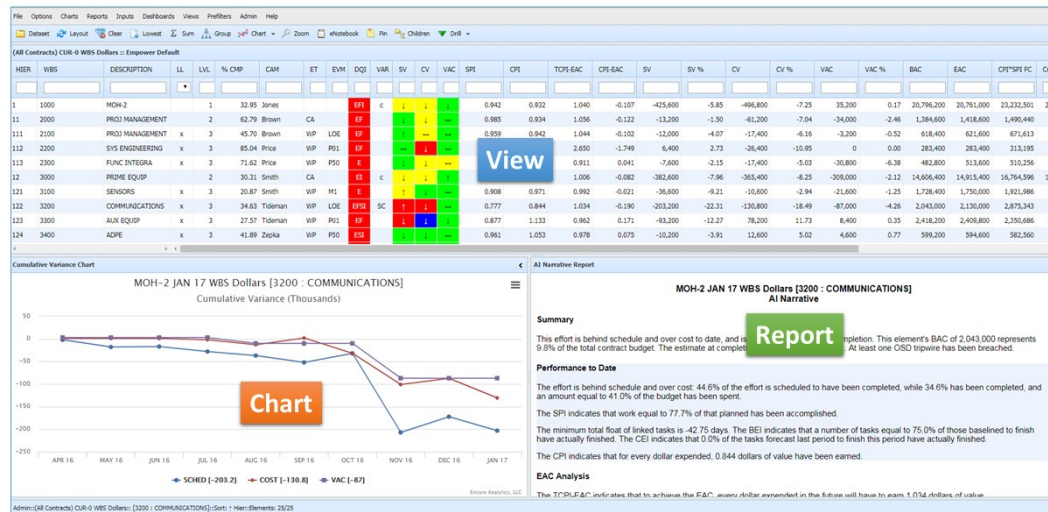 File Options Charts Reports Inputs Dashboards Views Prefilters Admin Help
Dataset Layout Clear Lowest Σ Sum Group Chart Zoom eNotebook Pin Children Drill
(All Contracts) CUR-0 WBS Dollars :: Empower Default
HIER WBS DESCRIPTION LL LVL % CMP CAM ET EVM DQI VAR SV CV VAC SPI CPI TCPI-EAC CPI-EAC SV SV % CV CV % VAC VAC % BAC EAC CPI*SPI FC
1 1000 MOH-2 1 32.95 Jones EFI c ↓ ↓ ↓ 0.942 0.932 1.040 -0.107 -425,600 -5.85 -496,800 -7.25 35,200 0.17 20,796,200 20,761,000 23,232,501
11 2000 PROJ MANAGEMENT 2 62.79 Brown CA EF ↓ ↓ ↔ 0.985 0.934 1.056 -0.122 -13,200 -1.50 -61,200 -7.04 -34,000 -2.46 1,384,600 1,418,600 1,490,440
111 2100 PROJ MANAGEMENT x 3 45.70 Brown WP LOE EF ↑ ↔ ↔ 0.959 0.942 1.044 -0.102 -12,000 -4.07 -17,400 -6.16 -3,200 -0.52 618,400 621,600 671,613
112 2200 SYS ENGINEERING x 3 85.04 Price WP P01 EF ↔ ↓ ↔ 2.650 -1.749 6,400 2.73 -26,400 -10.95 0 0.00 283,400 283,400 313,195
113 2300 FUNC INTEGRA x 3 71.62 Price WP P50 E ↓ ↓ ↔ 0.911 0.041 -7,600 -2.15 -17,400 -5.03 -30,800 -6.38 482,800 513,600 510,256
12 3000 PRIME EQUIP 2 30.31 Smith CA EI c ↓ ↓ ↑ 1.006 -0.082 -382,600 -7.96 -365,400 -8.25 -309,000 -2.12 14,606,400 14,915,400 16,764,596
121 3100 SENSORS x 3 20.87 Smith WP M1 E ↑ ↓ ↔ 0.908 0.971 0.992 -0.021 -36,600 -9.21 -10,600 -2.94 -21,600 -1.25 1,728,400 1,750,000 1,921,986
122 3200 COMMUNICATIONS x 3 34.63 Tideman WP LOE EFSI SC ↑ ↓ ↔ 0.777 0.844 1.034 -0.190 -203,200 -22.31 -130,800 -18.49 -87,000 -4.26 2,043,000 2,130,000 2,875,343
123 3300 AUX EQUIP x 3 27.57 Tideman WP P01 EF ↓ ↓ ↓ 0.877 1.133 0.962 0.171 -93,200 -12.27 78,200 11.73 8,400 0.35 2,418,200 2,409,800 2,350,686
124 3400 ADPE x 3 41.89 Zepka WP P50 ESI ↓ ↓ ↔ 0.961 1.053 0.978 0.075 -10,200 -3.91 12,600 5.02 4,600 0.77 599,200 594,600 582,560
View
Cumulative Variance Chart
MOH-2 JAN 17 WBS Dollars [3200 : COMMUNICATIONS]
Cumulative Variance (Thousands)
50
0
-50
-100
-150
-200
-250
Chart
APR 16 MAY 16 JUN 16 JUL 16 AUG 16 SEP 16 OCT 16 NOV 16 DEC 16 JAN 17
SCHED [-203.2] COST [-130.8] VAC [-87]
Encore Analytics, LLC
AI Narrative Report
MOH-2 JAN 17 WBS Dollars [3200 : COMMUNICATIONS]
AI Narrative
Summary
This effort is behind schedule and over cost to date, and is mpletion. This element's BAC of 2,043,000 represents
9.8% of the total contract budget. The estimate at complet At least one OSD tripwire has been breached.
Report
Performance to Date
The effort is behind schedule and over cost: 44.6% of the effort is scheduled to have been completed, while 34.6% has been completed, and
an amount equal to 41.0% of the budget has been spent.
The SPI indicates that work equal to 77.7% of that planned has been accomplished.
The minimum total float of linked tasks is -42.75 days. The BEI indicates that a number of tasks equal to 75.0% of those baselined to finish
have actually finished. The CEI indicates that 0.0% of the tasks forecast last period to finish this period have actually finished.
The CPI indicates that for every dollar expended, 0.844 dollars of value have been earned.
EAC Analysis
The TCPI-EAC indicates that to achieve the EAC, every dollar expended in the future will have to earn 1.034 dollars of value
Admin::(All Contracts) CUR-0 WBS Dollars:: [3200 : COMMUNICATIONS]::Sort: ↑ Hier::Elements: 25/25